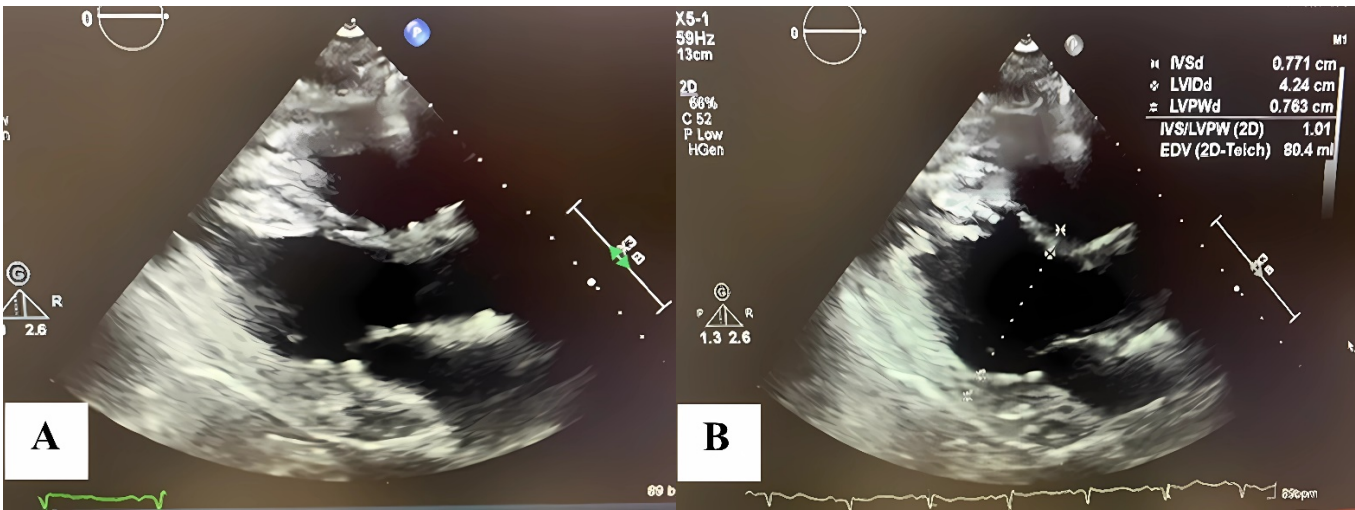 0
P
G
R
2.6
A
89 b
X5-1
59Hz
13cm
2D
66%
C 52
P Low
HGen
0
P
M1
IVSd 0.771 cm
LVIDd 4.24 cm
LVPWd 0.763 cm
IVS/LVPW (2D) 1.01
EDV (2D-Teich) 80.4 ml
G
P R
1.3 2.6
B